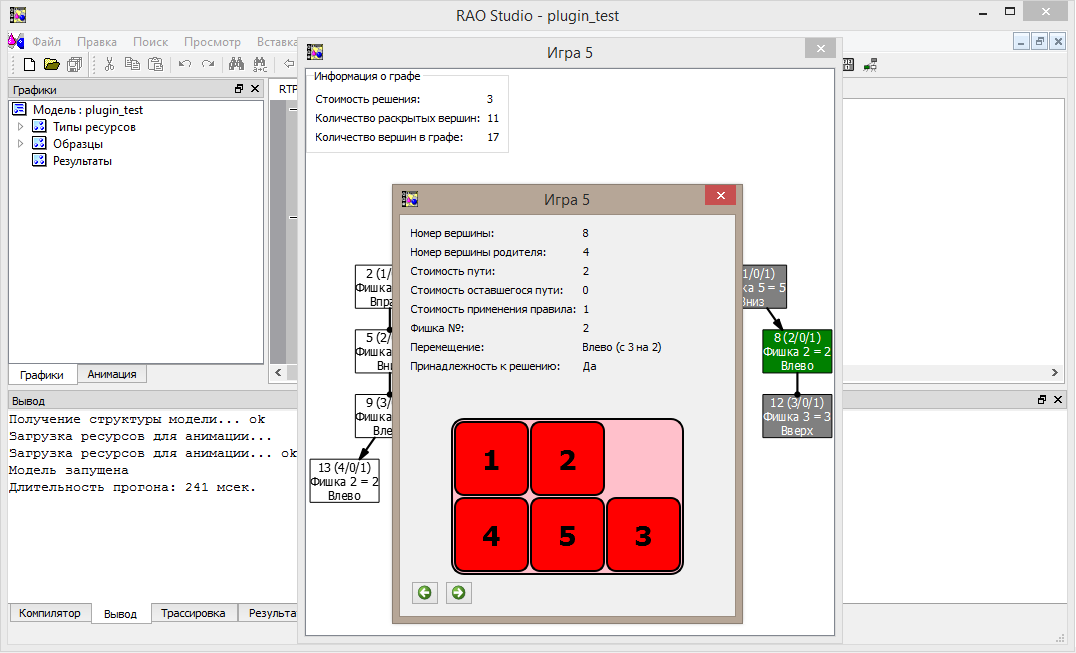 RAO Studio - plugin_test
Файл Правка Поиск Просмотр Вставка
Графики
Модель : plugin_test
Типы ресурсов
Образцы
Результаты
Графики Анимация
RTP
Игра 5
Информация о графе
Стоимость решения: 3
Количество раскрытых вершин: 11
Количество вершин в графе: 17
2 (1/
Фишка
Впра
5 (2/
Фишка
Вни
9 (3/
Фишка
Вле
13 (4/0/1)
Фишка 2 = 2
Влево
1/0/1)
ка 5 = 5
Вниз
8 (2/0/1)
Фишка 2 = 2
Влево
12 (3/0/1)
Фишка 3 = 3
Вверх
Игра 5
Номер вершины: 8
Номер вершины родителя: 4
Стоимость пути: 2
Стоимость оставшегося пути: 0
Стоимость применения правила: 1
Фишка №: 2
Перемещение: Влево (с 3 на 2)
Принадлежность к решению: Да
1 2
4 5 3
Вывод
Получение структуры модели... ok
Загрузка ресурсов для анимации...
Загрузка ресурсов для анимации... ok
Модель запущена
Длительность прогона: 241 мсек.
Компилятор Вывод Трассировка Результа